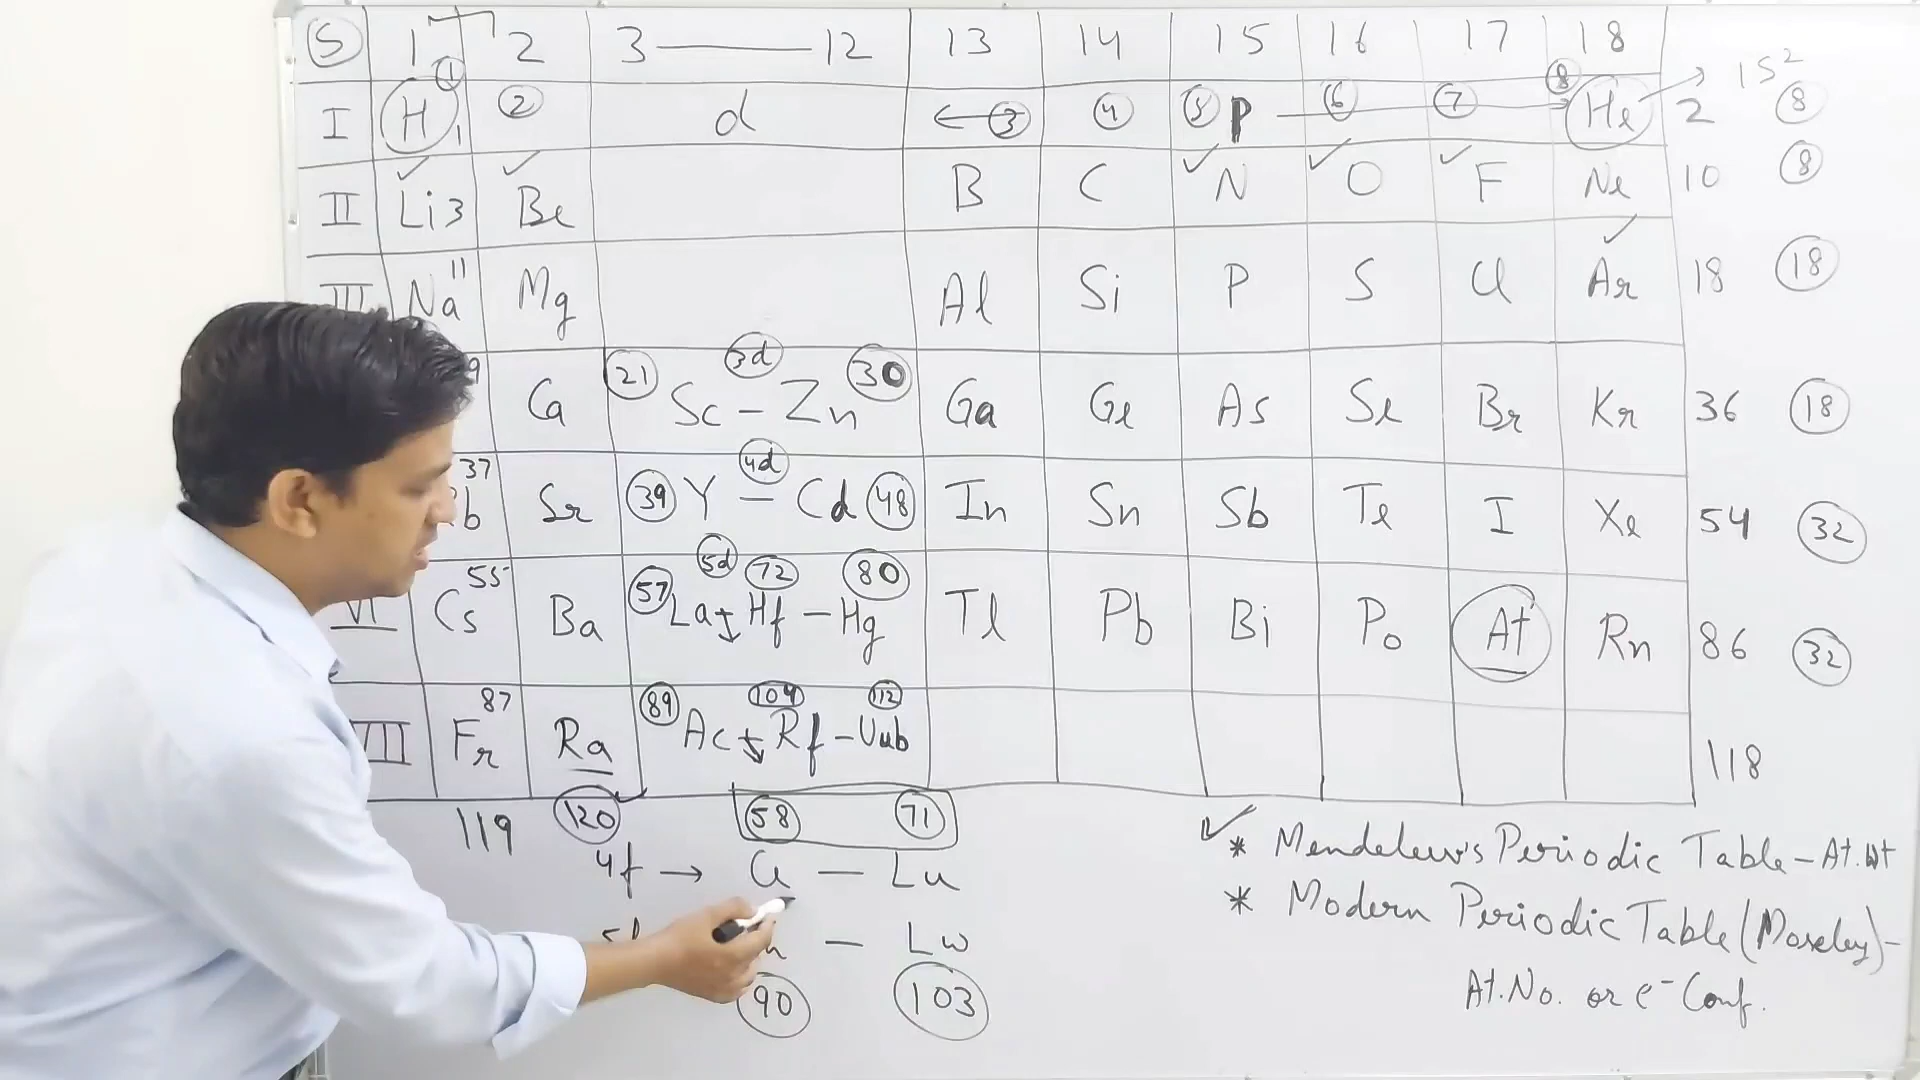 S 1 2 3 — 12 13 14 15 16 17 18
I H 1 1 2 d ← 3 4 5 P 6 7 → 8 He → 1S² 2 8
II Li 3 Be B C N O F Ne 10 8
III Na 11 Mg Al Si P S Cl Ar 18 18
9 Ca 21 Sc – 3d Zn 30 Ga Ge As Se Br Kr 36 18
37 b Sr 39 Y – 4d Cd 48 In Sn Sb Te I Xe 54 32
VI Cs 55 Ba 57 La 5d 72 Hf – Hg 80 Tl Pb Bi Po At Rn 86 32
VII Fr 87 Ra 89 Ac 104 Rf – Uub 112 118
119 120 58 71
4f → Ce — Lu
— Lw
90 103
* Mendeleev's Periodic Table – At. Wt
* Modern Periodic Table (Moseley) –
At. No. or e⁻ Conf.